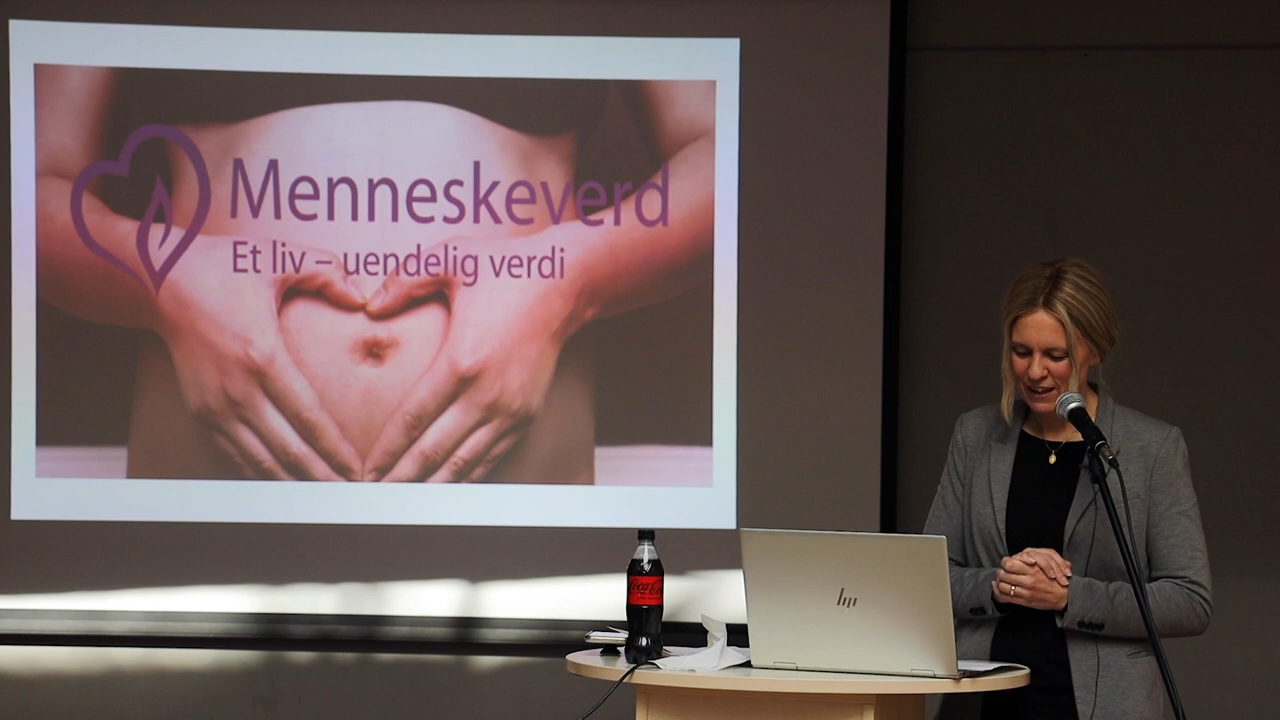 Menneskeverd
Et liv – uendelig verdi
Coca-Cola
hp